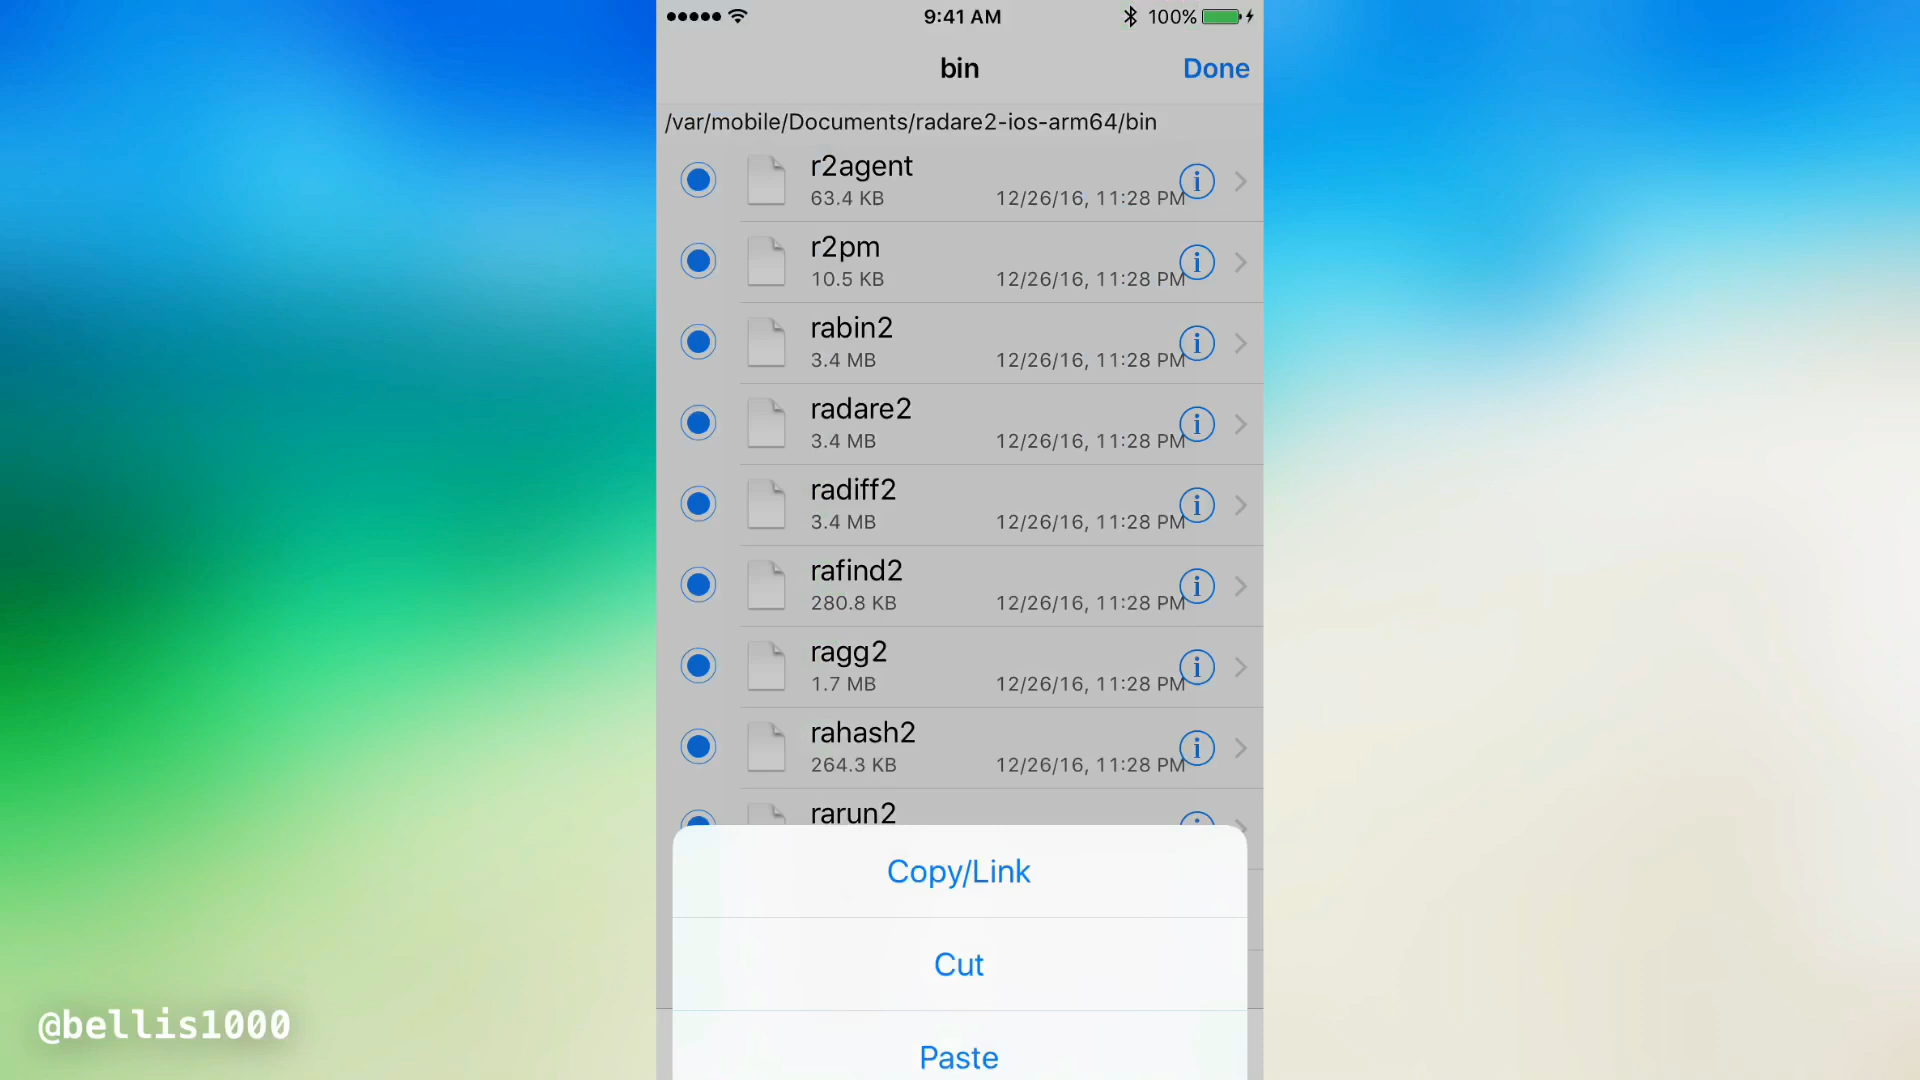 9:41 AM
100%
bin
Done
/var/mobile/Documents/radare2-ios-arm64/bin
r2agent
63.4 KB
12/26/16, 11:28 PM
r2pm
10.5 KB
12/26/16, 11:28 PM
rabin2
3.4 MB
12/26/16, 11:28 PM
radare2
3.4 MB
12/26/16, 11:28 PM
radiff2
3.4 MB
12/26/16, 11:28 PM
rafind2
280.8 KB
12/26/16, 11:28 PM
ragg2
1.7 MB
12/26/16, 11:28 PM
rahash2
264.3 KB
12/26/16, 11:28 PM
rarun2
Copy/Link
Cut
Paste
@bellis1000